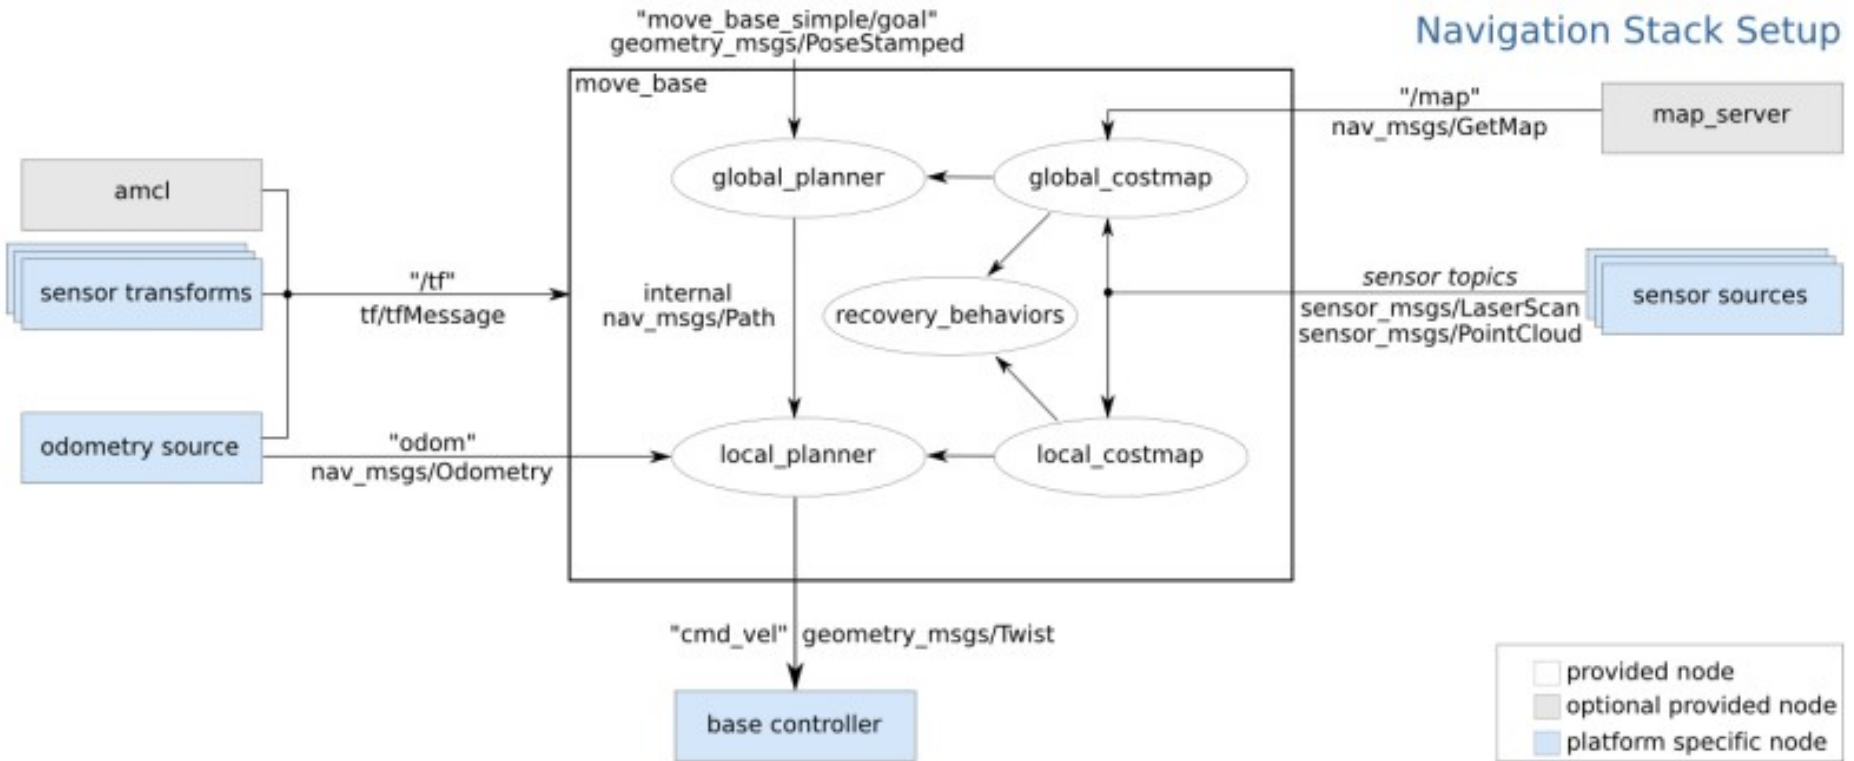 "move_base_simple/goal"
geometry_msgs/PoseStamped
Navigation Stack Setup
move_base
"/map"
nav_msgs/GetMap
map_server
amcl
global_planner
global_costmap
sensor transforms
"/tf"
tf/tfMessage
internal
nav_msgs/Path
recovery_behaviors
sensor topics
sensor_msgs/LaserScan
sensor_msgs/PointCloud
sensor sources
odometry source
"odom"
nav_msgs/Odometry
local_planner
local_costmap
"cmd_vel" geometry_msgs/Twist
base controller
provided node
optional provided node
platform specific node